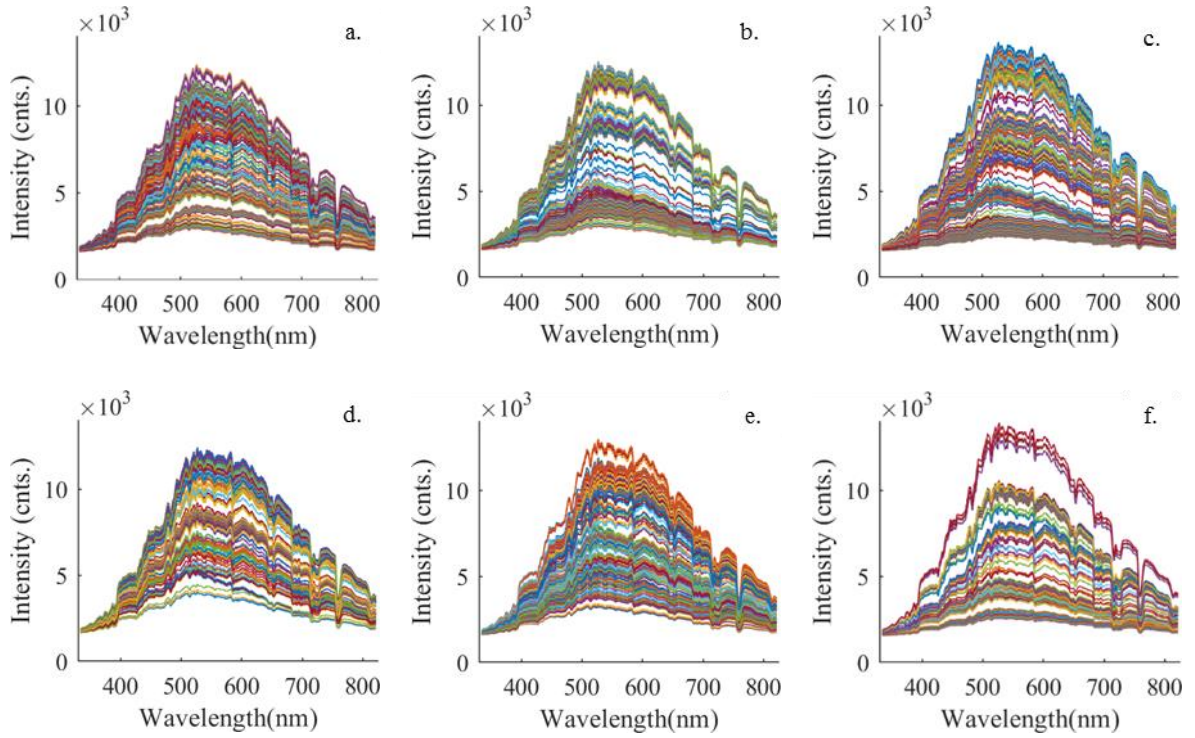 ×10³ a.
Intensity (cnts.)
10
5
0
400 500 600 700 800
Wavelength(nm)
×10³ b.
Intensity (cnts.)
10
5
0
400 500 600 700 800
Wavelength(nm)
×10³ c.
Intensity (cnts.)
10
5
0
400 500 600 700 800
Wavelength(nm)
×10³ d.
Intensity (cnts.)
10
5
0
400 500 600 700 800
Wavelength(nm)
×10³ e.
Intensity (cnts.)
10
5
0
400 500 600 700 800
Wavelength(nm)
×10³ f.
Intensity (cnts.)
10
5
0
400 500 600 700 800
Wavelength(nm)